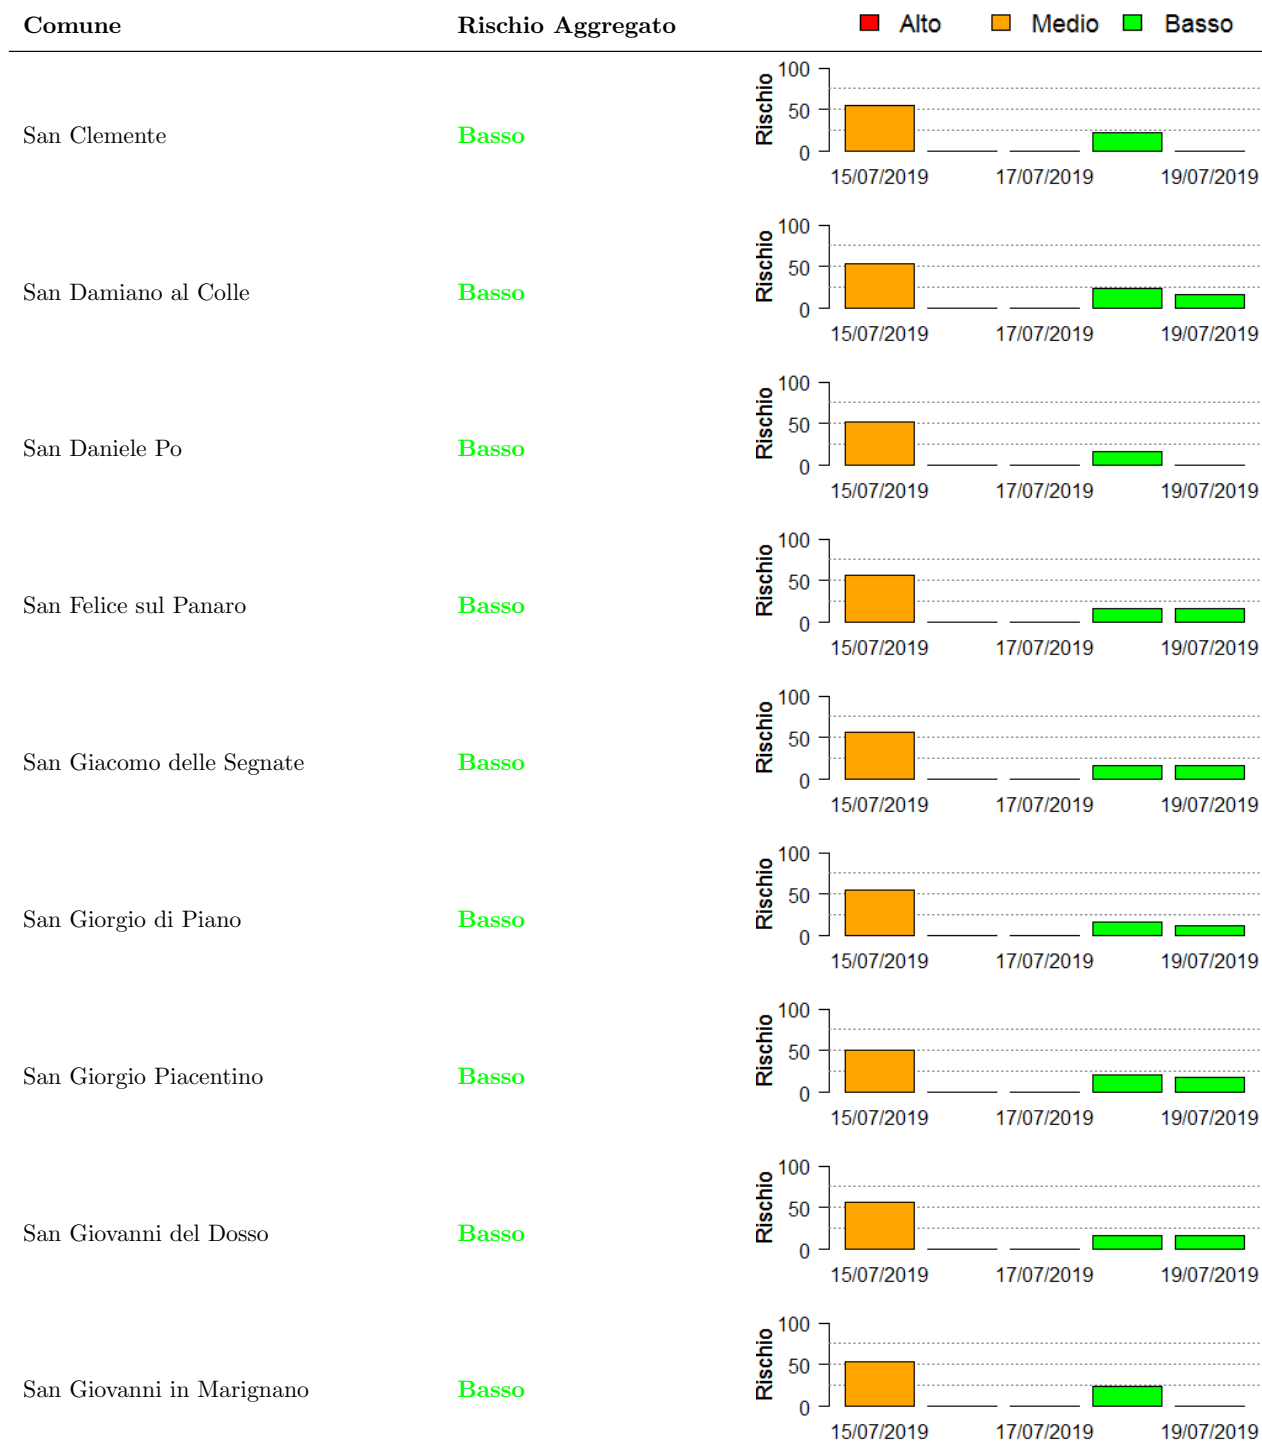 Comune Rischio Aggregato Alto Medio Basso
100
50
0
Rischio
San Clemente Basso
15/07/2019 17/07/2019 19/07/2019
100
50
0
Rischio
San Damiano al Colle Basso
15/07/2019 17/07/2019 19/07/2019
100
50
0
Rischio
San Daniele Po Basso
15/07/2019 17/07/2019 19/07/2019
100
50
0
Rischio
San Felice sul Panaro Basso
15/07/2019 17/07/2019 19/07/2019
100
50
0
Rischio
San Giacomo delle Segnate Basso
15/07/2019 17/07/2019 19/07/2019
100
50
0
Rischio
San Giorgio di Piano Basso
15/07/2019 17/07/2019 19/07/2019
100
50
0
Rischio
San Giorgio Piacentino Basso
15/07/2019 17/07/2019 19/07/2019
100
50
0
Rischio
San Giovanni del Dosso Basso
15/07/2019 17/07/2019 19/07/2019
100
50
0
Rischio
San Giovanni in Marignano Basso
15/07/2019 17/07/2019 19/07/2019